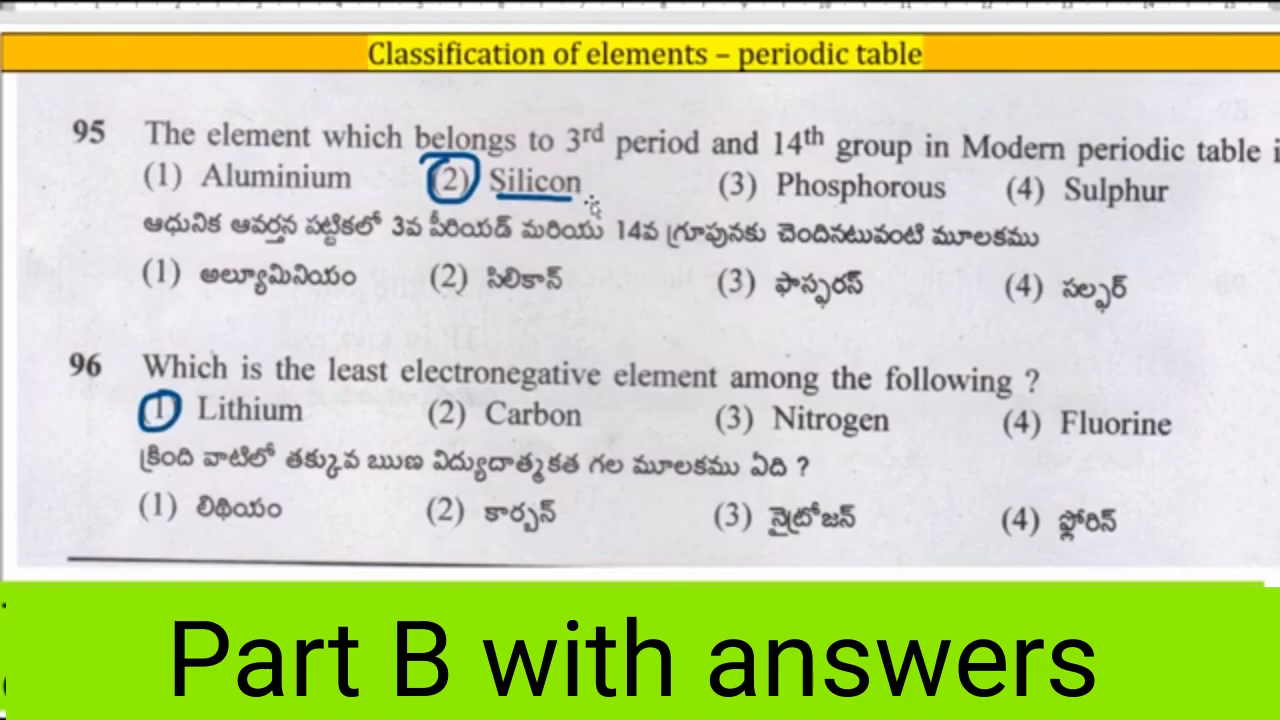 Classification of elements – periodic table
95 The element which belongs to 3rd period and 14th group in Modern periodic table i
(1) Aluminium (2) Silicon (3) Phosphorous (4) Sulphur
ఆధునిక ఆవర్తన పట్టికలో 3వ పీరియడ్ మరియు 14వ గ్రూపునకు చెందినటువంటి మూలకము
(1) అల్యూమినియం (2) సిలికాన్ (3) ఫాస్ఫరస్ (4) సల్ఫర్
96 Which is the least electronegative element among the following ?
(1) Lithium (2) Carbon (3) Nitrogen (4) Fluorine
క్రింది వాటిలో తక్కువ ఋణ విద్యుదాత్మకత గల మూలకము ఏది ?
(1) లిథియం (2) కార్బన్ (3) నైట్రోజన్ (4) ఫ్లోరిన్
Part B with answers